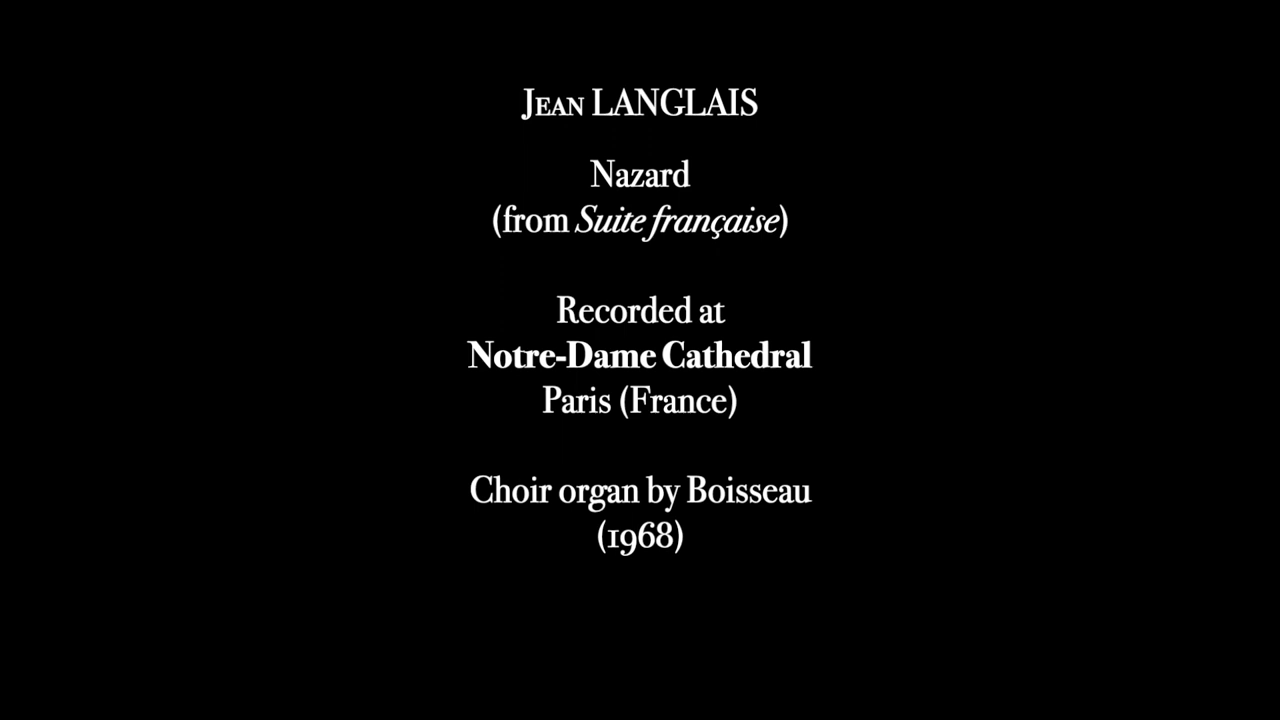 Jean LANGLAIS
Nazard
(from Suite française)
Recorded at
Notre-Dame Cathedral
Paris (France)
Choir organ by Boisseau
(1968)